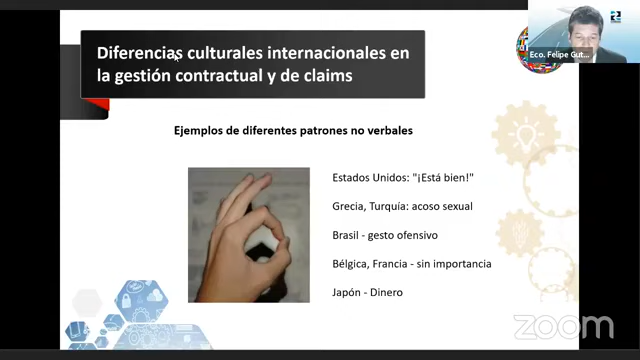 Diferencias culturales internacionales en
la gestión contractual y de claims
Eco. Felipe Gut...
Ejemplos de diferentes patrones no verbales
Estados Unidos: "¡Está bien!"
Grecia, Turquía: acoso sexual
Brasil - gesto ofensivo
Bélgica, Francia - sin importancia
Japón - Dinero
zoom